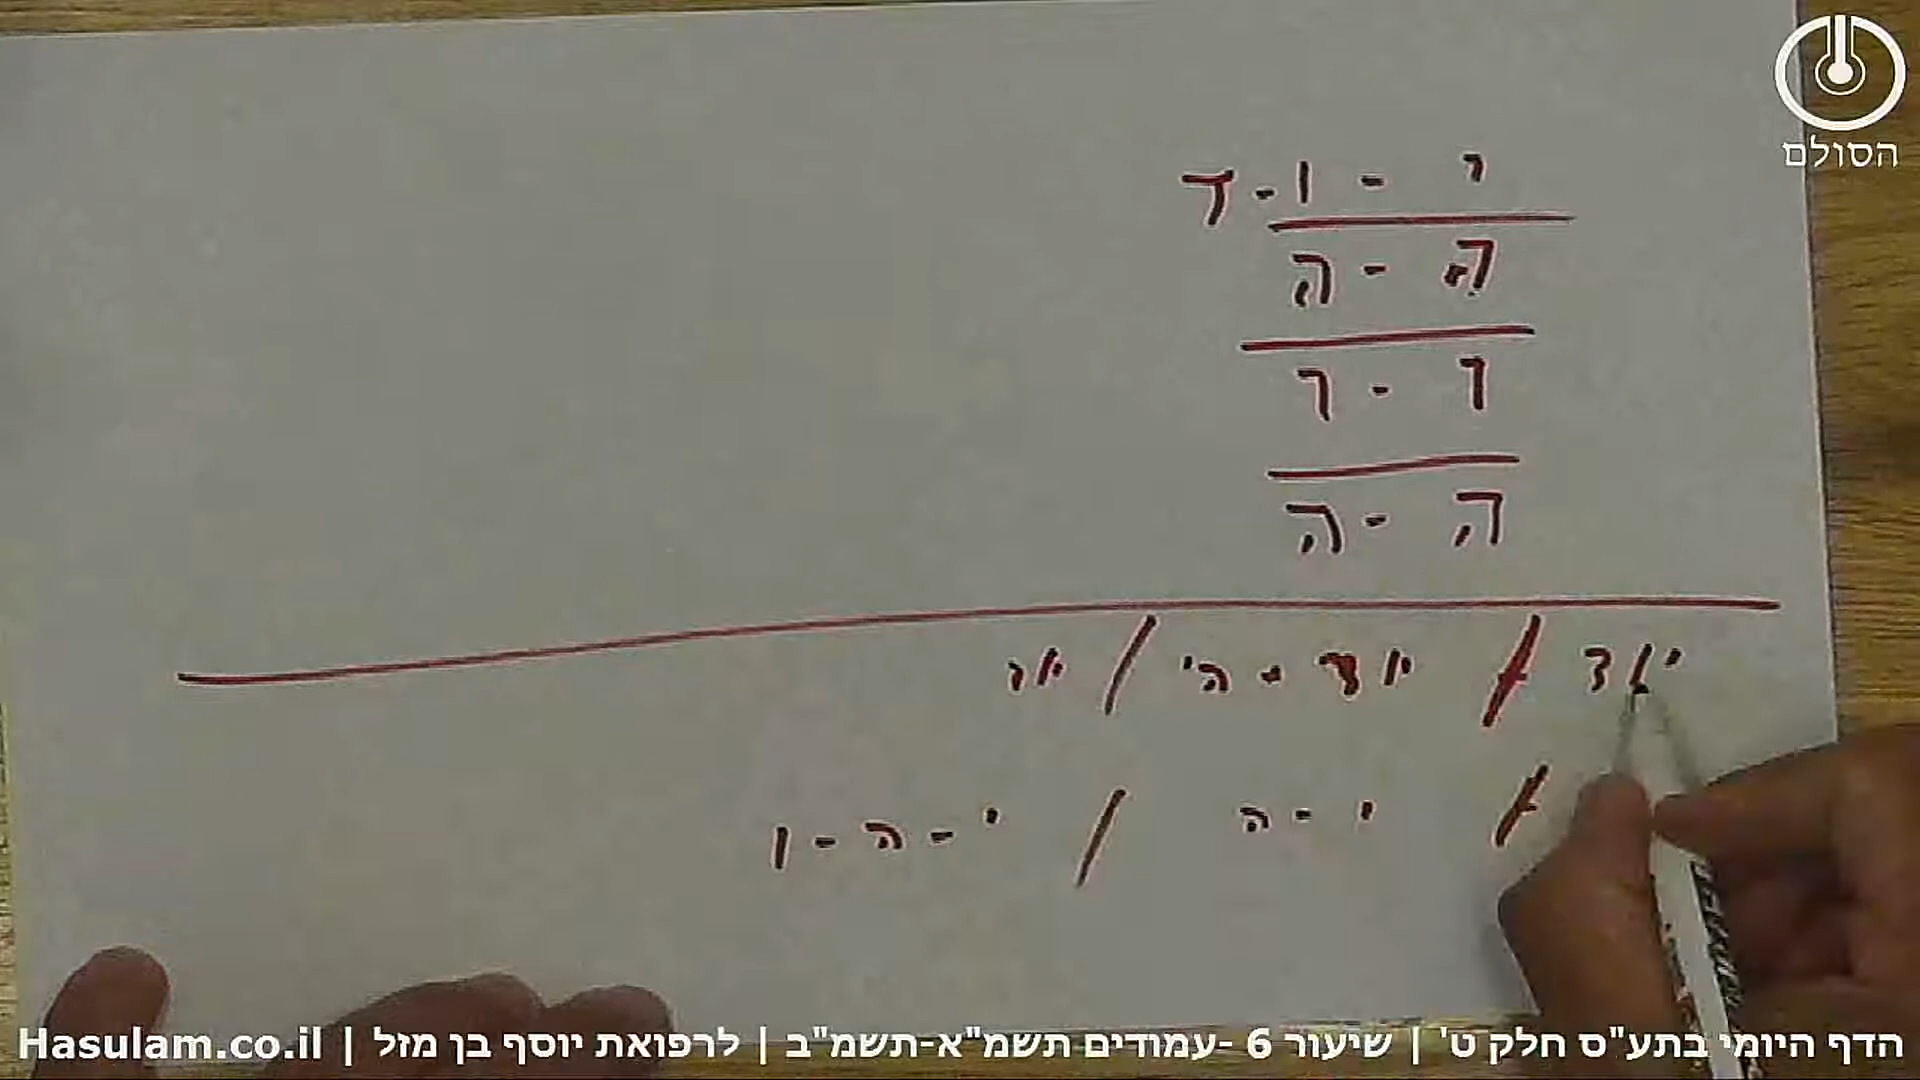 הסולם
י - ו - ד
ה - ה
ו - ו
ה - ה
יוד / יוד - הי / יה
/ י - ה / י - ה - ו
הדף היומי בתע"ס חלק ט' | שיעור 6 -עמודים תשמ"א-תשמ"ב | לרפואת יוסף בן מזל | Hasulam.co.il